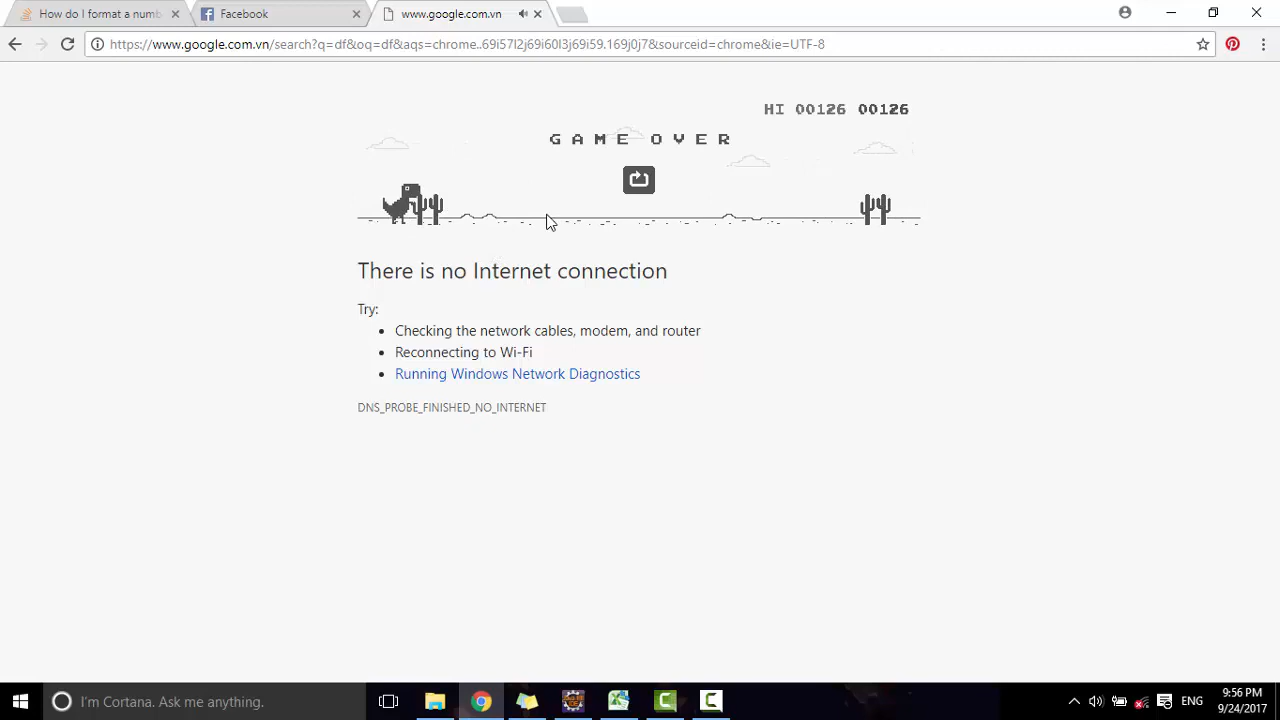 How do I format a numb
Facebook
www.google.com.vn
https://www.google.com.vn/search?q=df&oq=df&aqs=chrome..69i57l2j69i60l3j69i59.169j0j7&sourceid=chrome&ie=UTF-8
HI 00126 00126
GAME OVER
There is no Internet connection
Try:
• Checking the network cables, modem, and router
• Reconnecting to Wi-Fi
• Running Windows Network Diagnostics
DNS_PROBE_FINISHED_NO_INTERNET
I'm Cortana. Ask me anything.
ENG
9:56 PM
9/24/2017